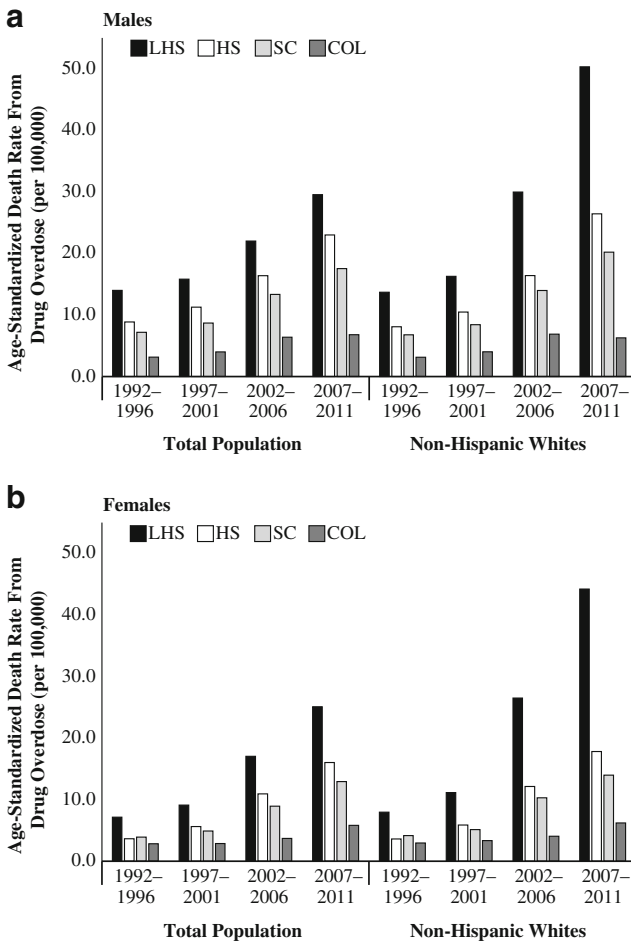 a
Males
LHS HS SC COL
Age-Standardized Death Rate From
Drug Overdose (per 100,000)
50.0
40.0
30.0
20.0
10.0
0.0
1992– 1997– 2002– 2007– 1992– 1997– 2002– 2007–
1996 2001 2006 2011 1996 2001 2006 2011
Total Population Non-Hispanic Whites
b
Females
LHS HS SC COL
Age-Standardized Death Rate From
Drug Overdose (per 100,000)
50.0
40.0
30.0
20.0
10.0
0.0
1992– 1997– 2002– 2007– 1992– 1997– 2002– 2007–
1996 2001 2006 2011 1996 2001 2006 2011
Total Population Non-Hispanic Whites